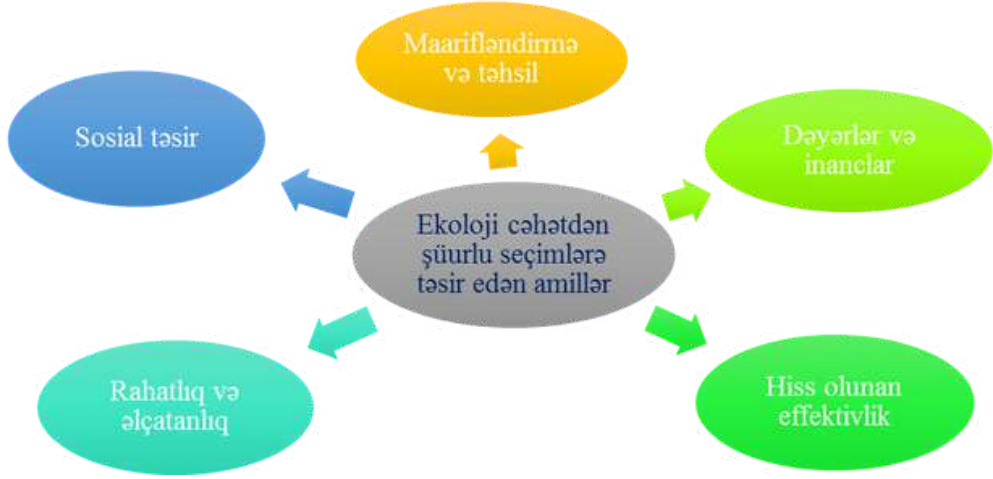 Maarifləndirmə
və təhsil
Sosial təsir
Dəyərlər və
inanclar
Ekoloji cəhətdən
şüurlu seçimlərə
təsir edən amillər
Rahatlıq və
əlçatanlıq
Hiss olunan
effektivlik